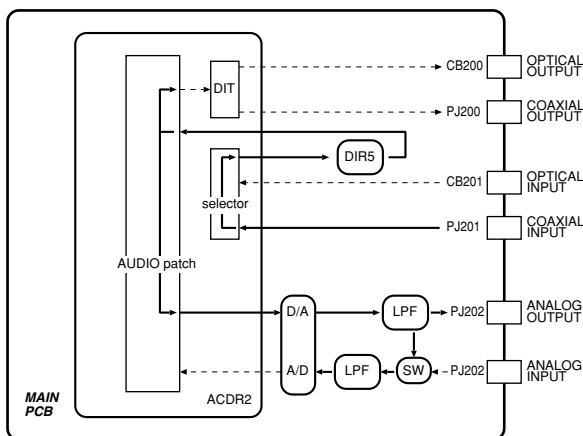 CB200
OPTICAL
OUTPUT
DIT
PJ200
COAXIAL
OUTPUT
DIR5
CB201
OPTICAL
INPUT
selector
PJ201
COAXIAL
INPUT
AUDIO patch
D/A
LPF
PJ202
ANALOG
OUTPUT
A/D
LPF
SW
PJ202
ANALOG
INPUT
MAIN
PCB
ACDR2